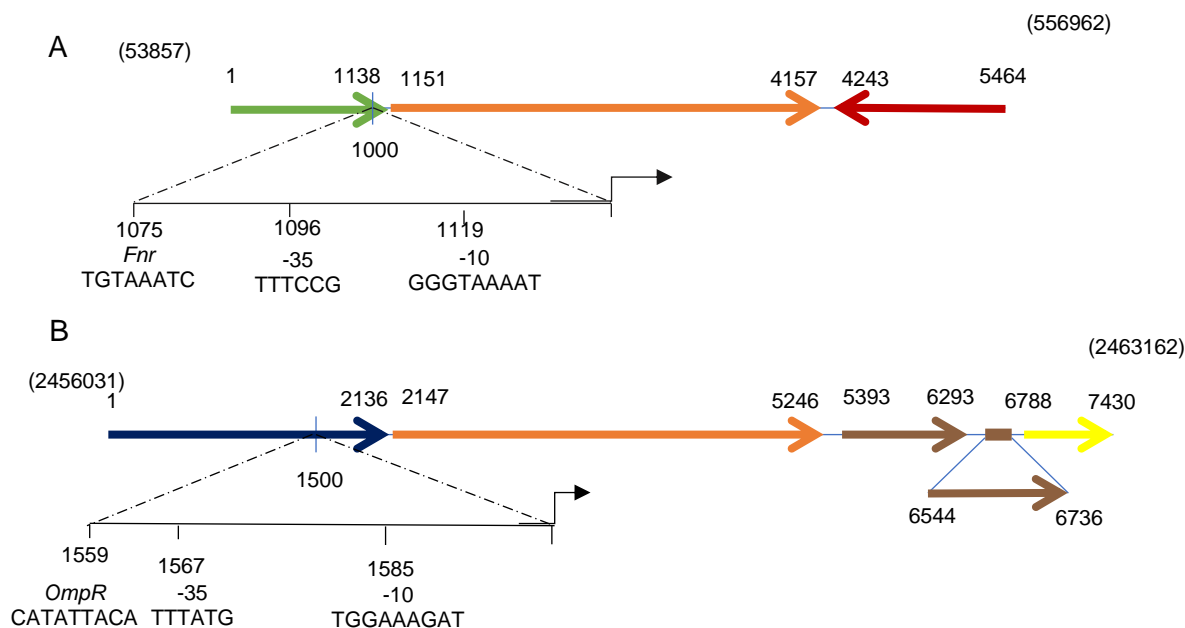 A
(53857)
(556962)
1 1138 1151 4157 4243 5464
1000
1075 1096 1119
Fnr -35 -10
TGTAAATC TTTCCG GGGTAAAAT
B
(2463162)
(2456031)
1 2136 2147 5246 5393 6293 6788 7430
1500
6544 6736
1559 1567 1585
OmpR -35 -10
CATATTACA TTTATG TGGAAAGAT